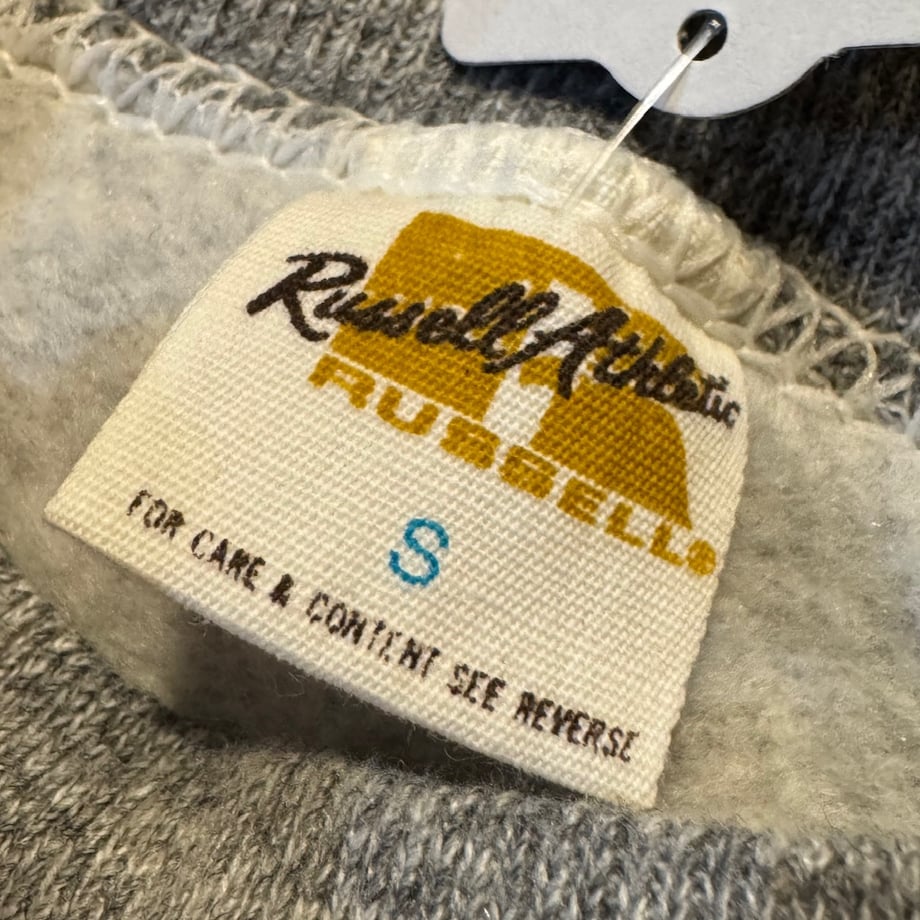 Russell Athletic
RUSSELL®
S
FOR CARE & CONTENT SEE REVERSE